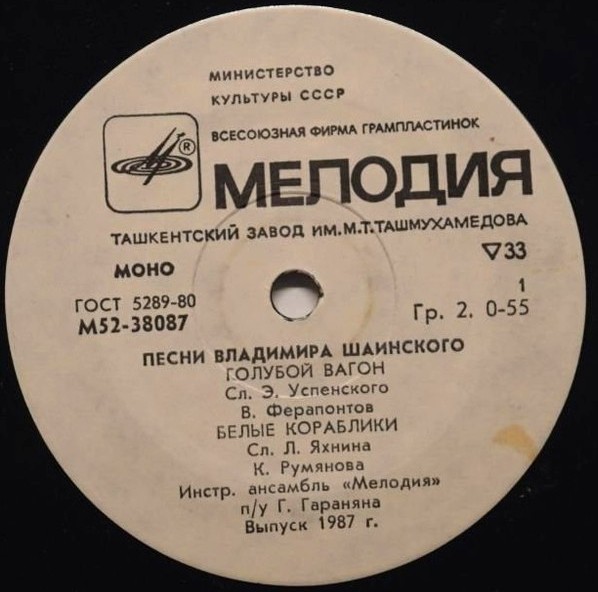 МИНИСТЕРСТВО
КУЛЬТУРЫ СССР
ВСЕСОЮЗНАЯ ФИРМА ГРАМПЛАСТИНОК
®
МЕЛОДИЯ
ТАШКЕНТСКИЙ ЗАВОД ИМ.М.Т.ТАШМУХАМЕДОВА
МОНО
▽33
ГОСТ 5289-80
1
М52-38087
Гр. 2. 0-55
ПЕСНИ ВЛАДИМИРА ШАИНСКОГО
ГОЛУБОЙ ВАГОН
Сл. Э. Успенского
В. Ферапонтов
БЕЛЫЕ КОРАБЛИКИ
Сл. Л. Яхнина
К. Румянова
Инстр. ансамбль «Мелодия»
п/у Г. Гараняна
Выпуск 1987 г.